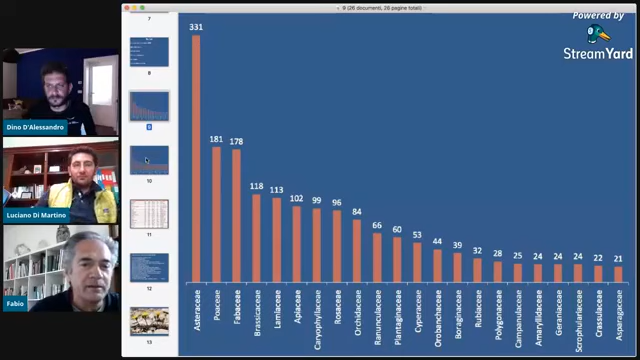 9 (26 documenti, 26 pagine totali)
Powered by
StreamYard
7
8
9
10
11
12
13
Dino D'Alessandro
Luciano Di Martino
Fabio
331
181
178
118
113
102
99
96
84
66
60
53
44
39
32
28
25
24
24
24
22
21
Asteraceae
Poaceae
Fabaceae
Brassicaceae
Lamiaceae
Apiaceae
Caryophyllaceae
Rosaceae
Orchidaceae
Ranunculaceae
Plantaginaceae
Cyperaceae
Orobanchaceae
Boraginaceae
Rubiaceae
Polygonaceae
Campanulaceae
Amaryllidaceae
Geraniaceae
Scrophulariaceae
Crassulaceae
Asparagaceae